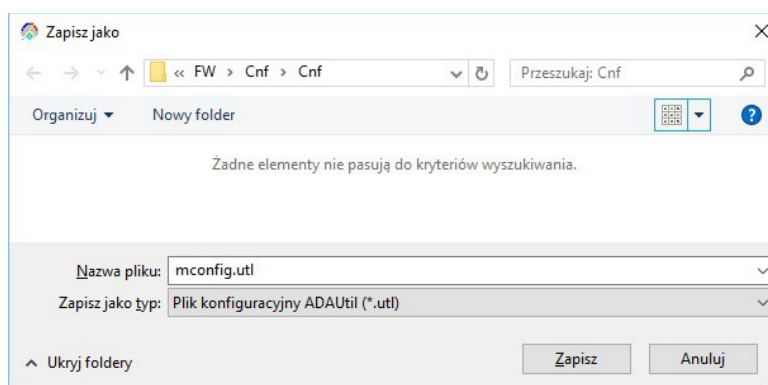 Zapisz jako
« FW > Cnf > Cnf
Przeszukaj: Cnf
Organizuj
Nowy folder
?
Żadne elementy nie pasują do kryteriów wyszukiwania.
Nazwa pliku: mconfig.utl
Zapisz jako typ: Plik konfiguracyjny ADAUtil (*.utl)
Ukryj foldery
Zapisz
Anuluj